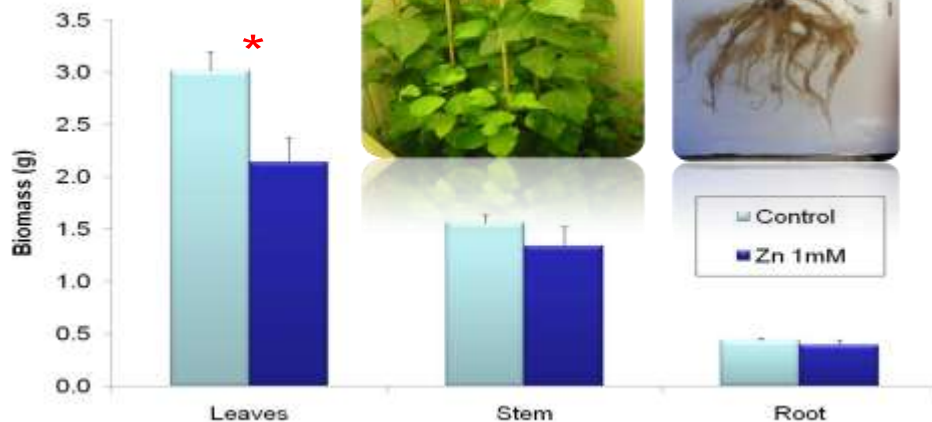 3.5
*
3.0
2.5
2.0
1.5
1.0
0.5
0.0
Biomass (g)
Control
Zn 1mM
Leaves
Stem
Root